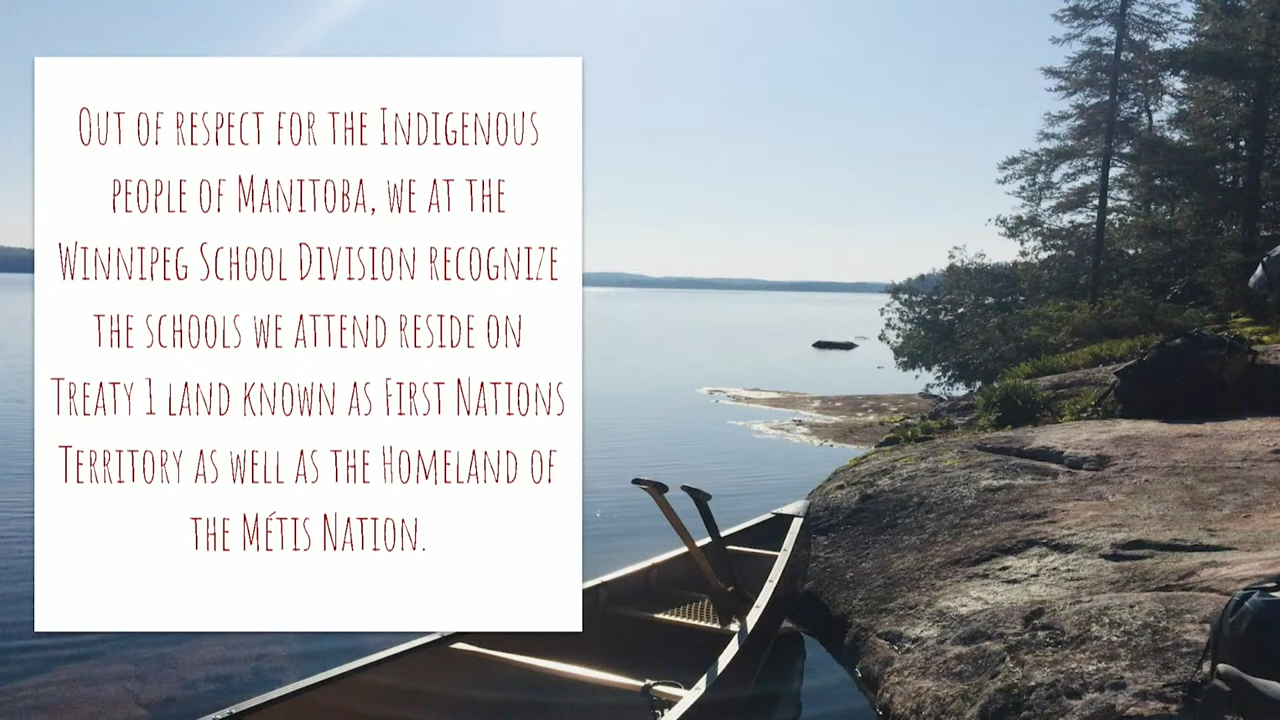 Out of respect for the Indigenous
people of Manitoba, we at the
Winnipeg School Division recognize
the schools we attend reside on
Treaty 1 land known as First Nations
Territory as well as the Homeland of
the Métis Nation.